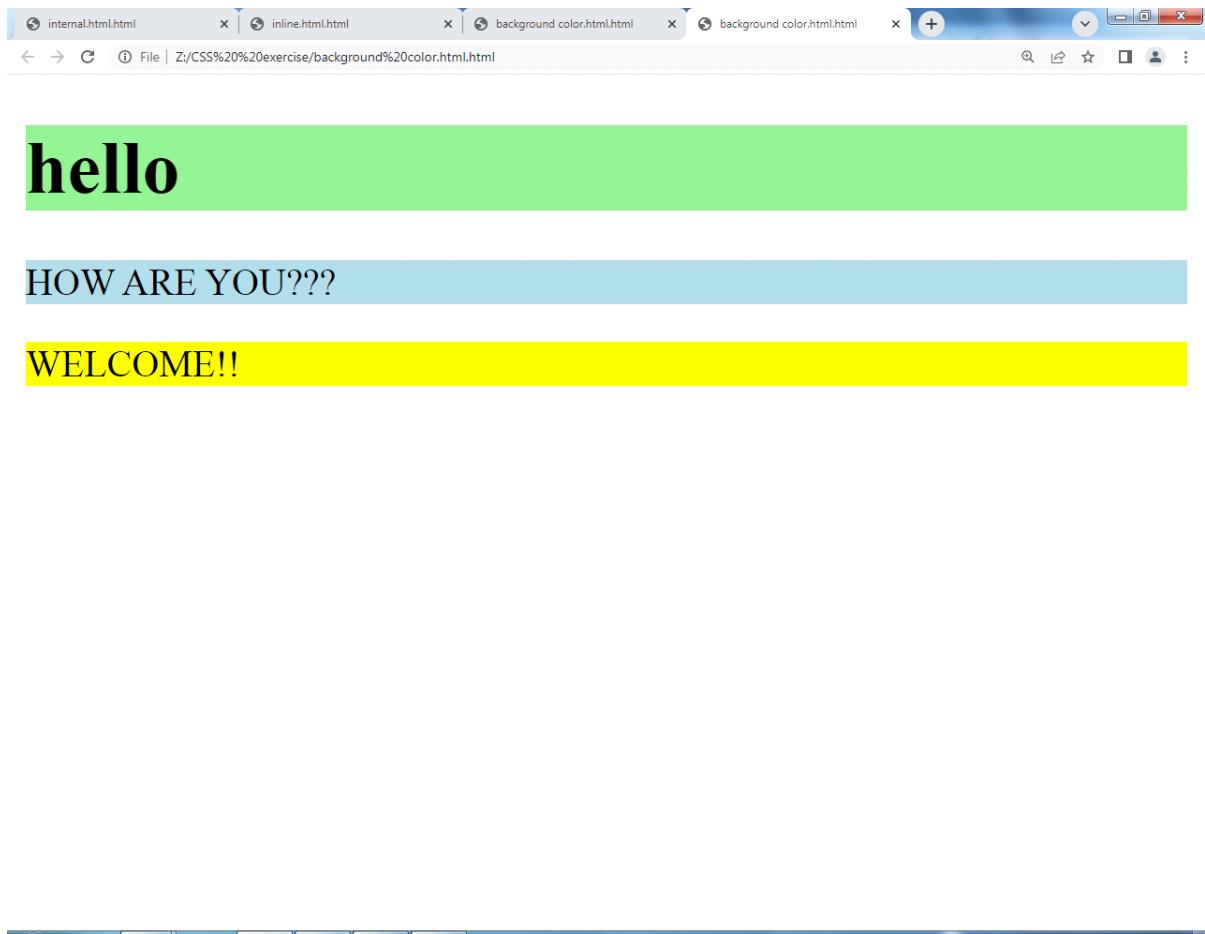 internal.html.html
inline.html.html
background color.html.html
background color.html.html
File
Z:/CSS%20%20exercise/background%20color.html.html
hello
HOW ARE YOU???
WELCOME!!